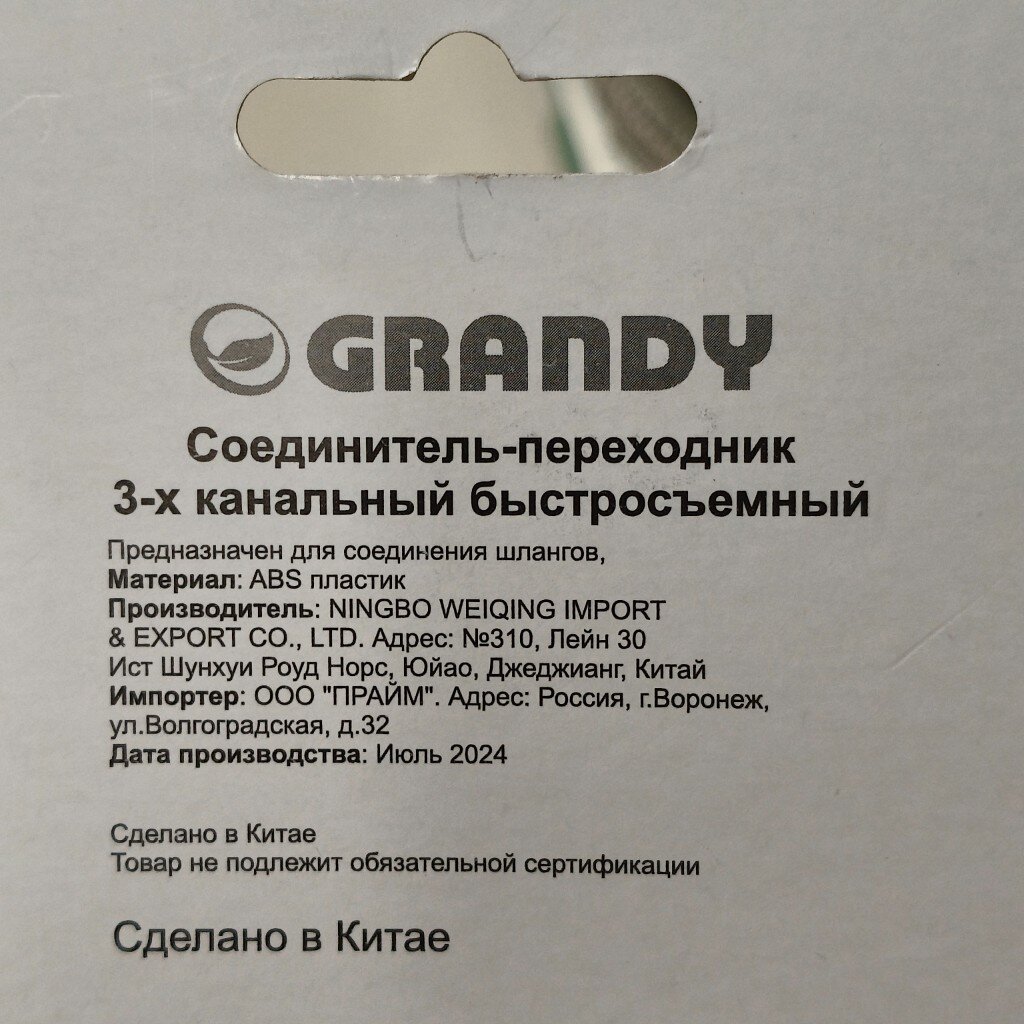 GRANDY
Соединитель-переходник
3-х канальный быстросъемный
Предназначен для соединения шлангов,
Материал: ABS пластик
Производитель: NINGBO WEIQING IMPORT
& EXPORT CO., LTD. Адрес: №310, Лейн 30
Ист Шунхуи Роуд Норс, Юйао, Джеджианг, Китай
Импортер: ООО "ПРАЙМ". Адрес: Россия, г.Воронеж,
ул.Волгоградская, д.32
Дата производства: Июль 2024
Сделано в Китае
Товар не подлежит обязательной сертификации
Сделано в Китае